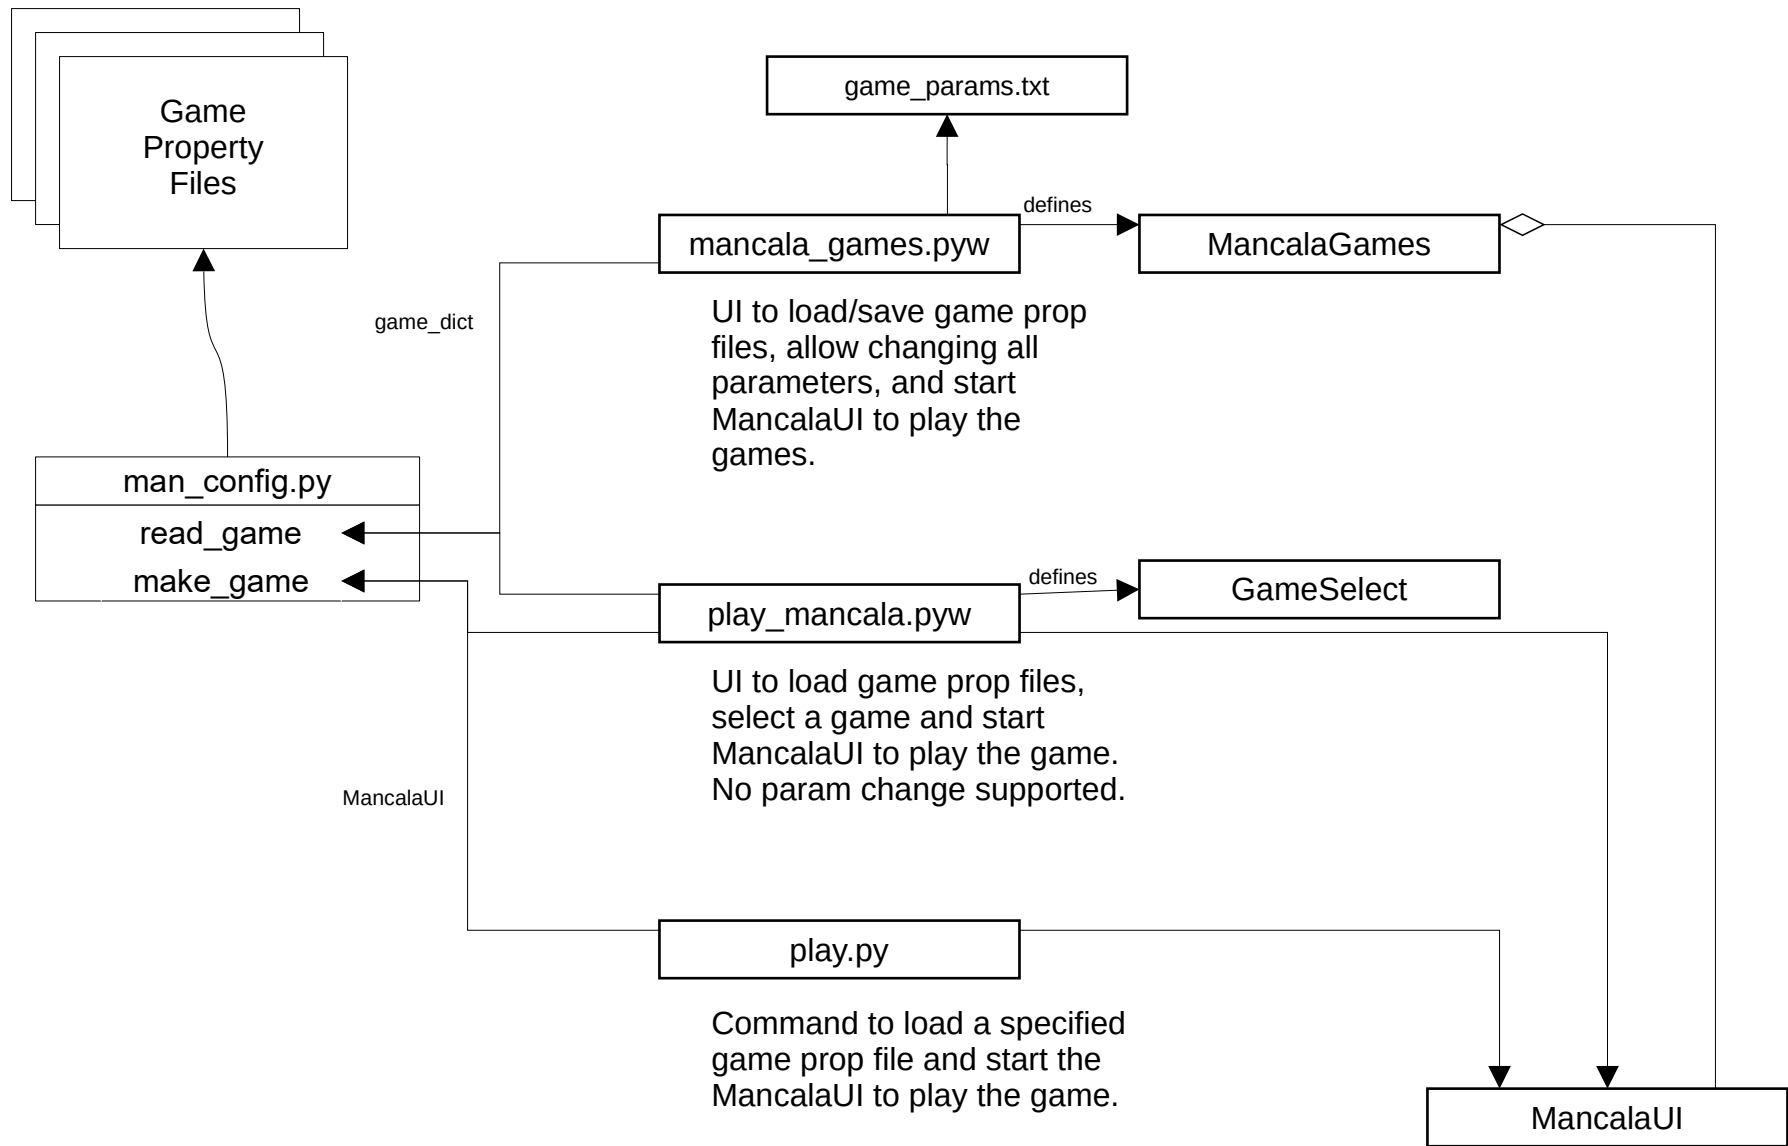 Game
Property
Files
game_params.txt
defines
mancala_games.pyw
MancalaGames
UI to load/save game prop
files, allow changing all
parameters, and start
MancalaUI to play the
games.
game_dict
man_config.py
read_game
make_game
defines
GameSelect
play_mancala.pyw
UI to load game prop files,
select a game and start
MancalaUI to play the game.
No param change supported.
MancalaUI
play.py
Command to load a specified
game prop file and start the
MancalaUI to play the game.
MancalaUI